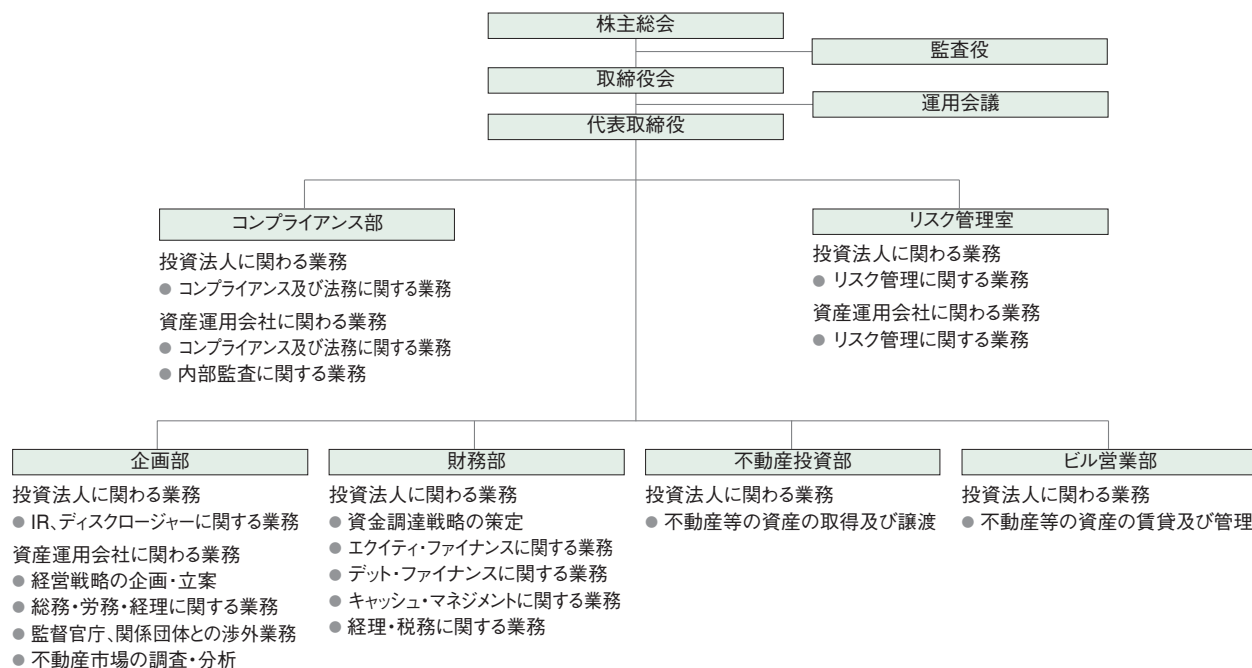 株主総会
監査役
取締役会
運用会議
代表取締役
コンプライアンス部
投資法人に関わる業務
● コンプライアンス及び法務に関する業務
資産運用会社に関わる業務
● コンプライアンス及び法務に関する業務
● 内部監査に関する業務
リスク管理室
投資法人に関わる業務
● リスク管理に関する業務
資産運用会社に関わる業務
● リスク管理に関する業務
企画部
投資法人に関わる業務
● IR、ディスクロージャーに関する業務
資産運用会社に関わる業務
● 経営戦略の企画・立案
● 総務・労務・経理に関する業務
● 監督官庁、関係団体との渉外業務
● 不動産市場の調査・分析
財務部
投資法人に関わる業務
● 資金調達戦略の策定
● エクイティ・ファイナンスに関する業務
● デット・ファイナンスに関する業務
● キャッシュ・マネジメントに関する業務
● 経理・税務に関する業務
不動産投資部
投資法人に関わる業務
● 不動産等の資産の取得及び譲渡
ビル営業部
投資法人に関わる業務
● 不動産等の資産の賃貸及び管理